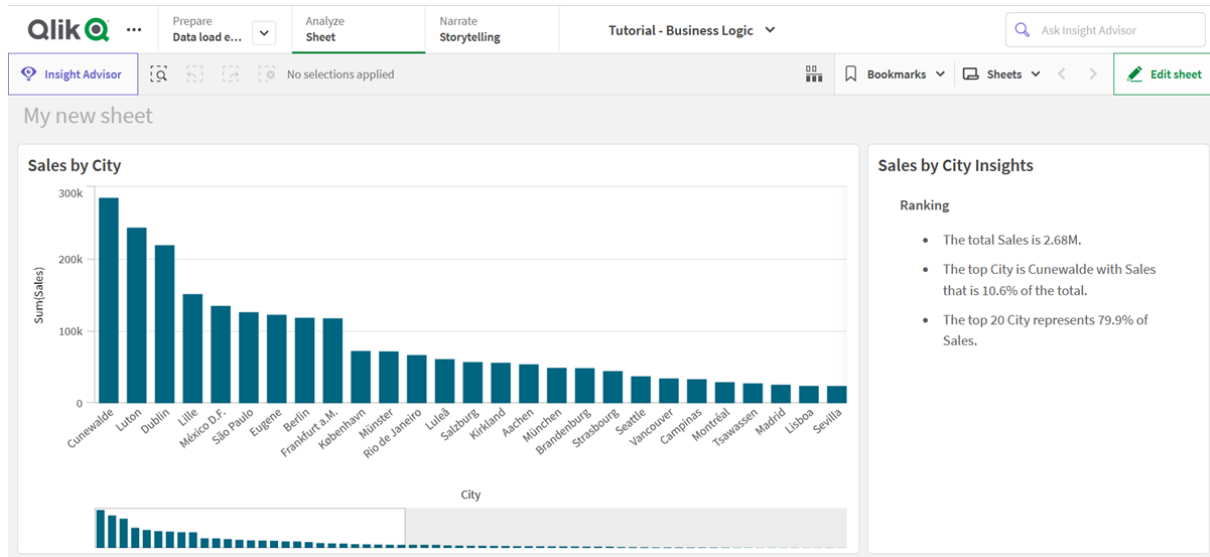 Qlik
Prepare
Data load e...
Analyze
Sheet
Narrate
Storytelling
Tutorial - Business Logic
Ask Insight Advisor
Insight Advisor
No selections applied
Bookmarks
Sheets
Edit sheet
My new sheet
Sales by City
300k
200k
100k
0
Sum(Sales)
Cunewalde
Luton
Dublin
Lille
México D.F.
São Paulo
Eugene
Berlin
Frankfurt a.M.
København
Münster
Rio de Janeiro
Luleå
Salzburg
Kirkland
Aachen
München
Brandenburg
Strasbourg
Seattle
Vancouver
Campinas
Montréal
Tsawassen
Madrid
Lisboa
Sevilla
City
Sales by City Insights
Ranking
• The total Sales is 2.68M.
• The top City is Cunewalde with Sales
that is 10.6% of the total.
• The top 20 City represents 79.9% of
Sales.